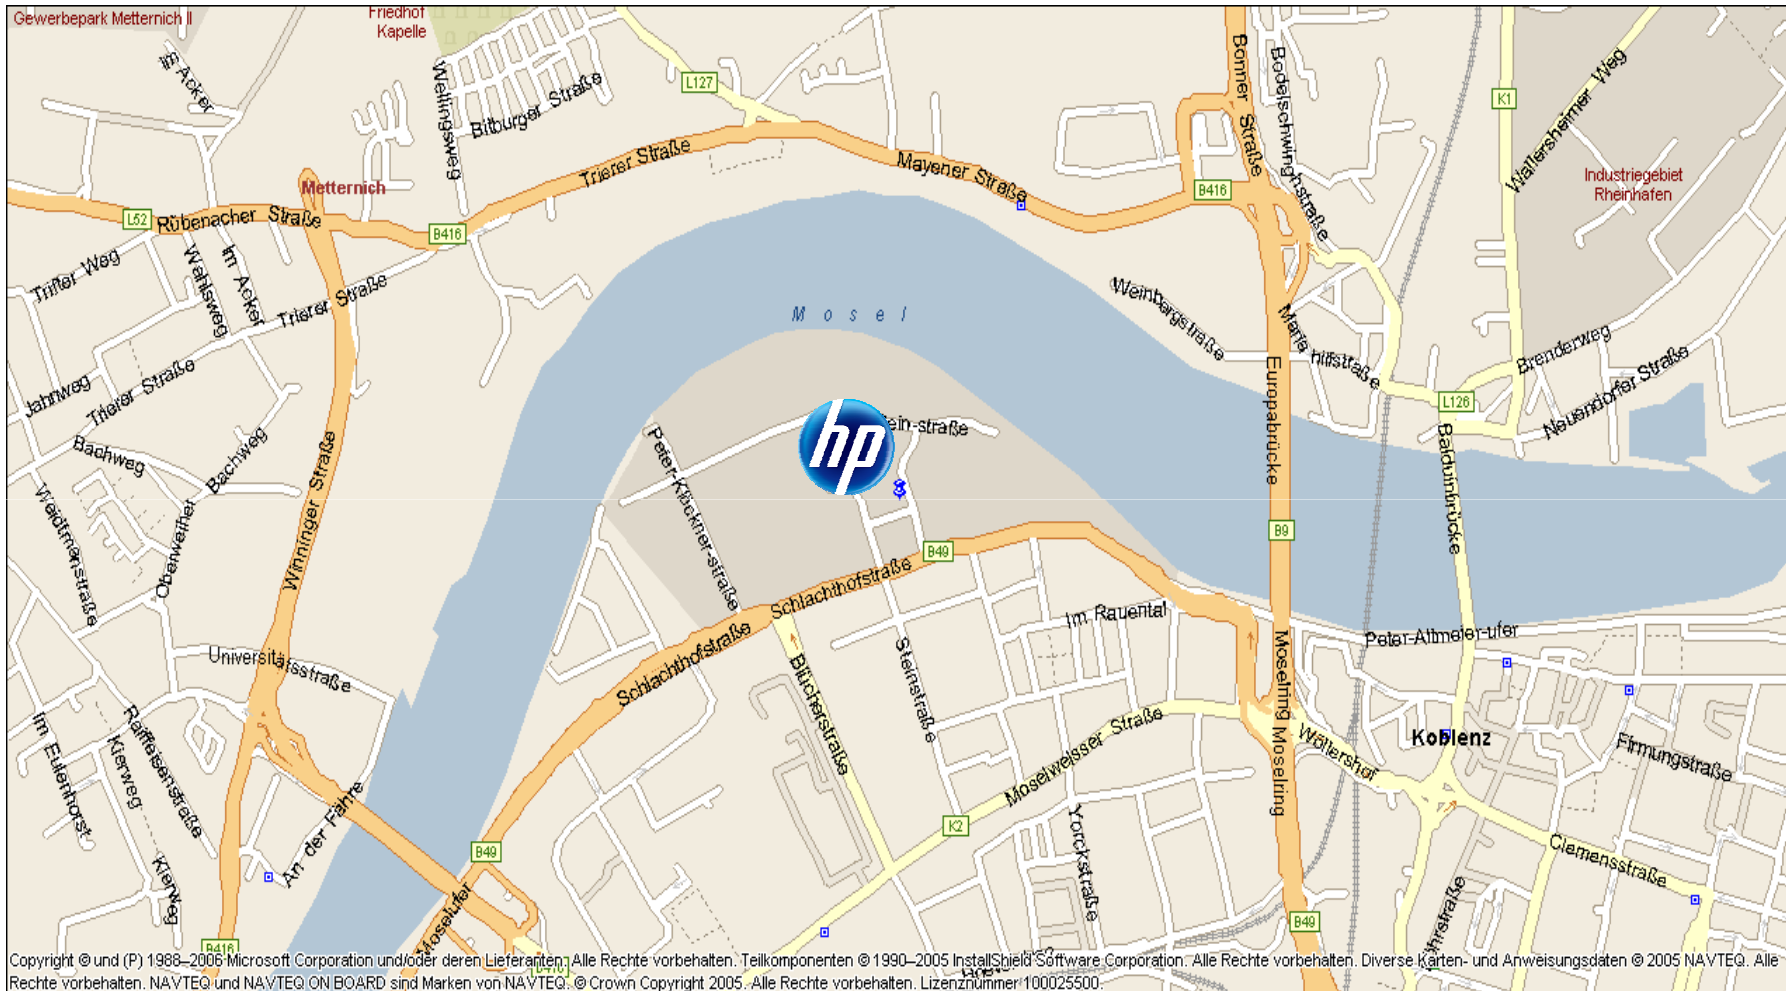 Gewerbepark Metternich II
Friedhof
Kapelle
Im Acker
Wellingsweg
Bitburger Straße
L127
Trierer Straße
Mayener Straße
Bonner Straße
Bodelschwinghstraße
K1
Wallersheimer Weg
Industriegebiet
Rheinhafen
Metternich
L52
Rübenacher Straße
B416
B416
Trifter Weg
Wahlsweg
Im Acker
Trierer Straße
Mosel
Weinbergstraße
Maria Hilfstraße
Europabrücke
Brenderweg
Neuendorfer Straße
L126
Jahnweg
Trierer Straße
Bachweg
Bachweg
Winninger Straße
Peter-Klöckner-straße
hp
ein-straße
Balduinbrücke
Weidtmanstraße
Oberweiher
B9
B49
Schlachthofstraße
Im Rauental
Peter-Altmeier-ufer
Universitätsstraße
Schlachthofstraße
Blücherstraße
Steinstraße
Moselring Moselring
Moselweisser Straße
Wöllershof
Koblenz
Firmungstraße
Im Eulenhorst
Kierweg
Raiffeisenstraße
An der Fähre
Kierweg
K2
Yorckstraße
Clemensstraße
B49
Moselufer
B49
B416
B416
Copyright © und (P) 1988–2006 Microsoft Corporation und/oder deren Lieferanten. Alle Rechte vorbehalten. Teilkomponenten © 1990–2005 InstallShield Software Corporation. Alle Rechte vorbehalten. Diverse Karten- und Anweisungsdaten © 2005 NAVTEQ. Alle
Rechte vorbehalten. NAVTEQ und NAVTEQ ON BOARD sind Marken von NAVTEQ. © Crown Copyright 2005. Alle Rechte vorbehalten. Lizenznummer 100025500.